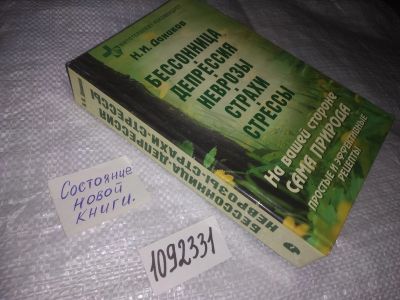 Н. И. Даников
БЕССОННИЦА
ДЕПРЕССИЯ
НЕВРОЗЫ
СТРАХИ
СТРЕССЫ
На вашей стороне
САМА ПРИРОДА
ПРОСТЫЕ И ЭФФЕКТИВНЫЕ
РЕЦЕПТЫ
БЕССОННИЦА·ДЕПРЕССИЯ
НЕВРОЗЫ·СТРАХИ·СТРЕССЫ
Состояние
новой
книги.
1092331